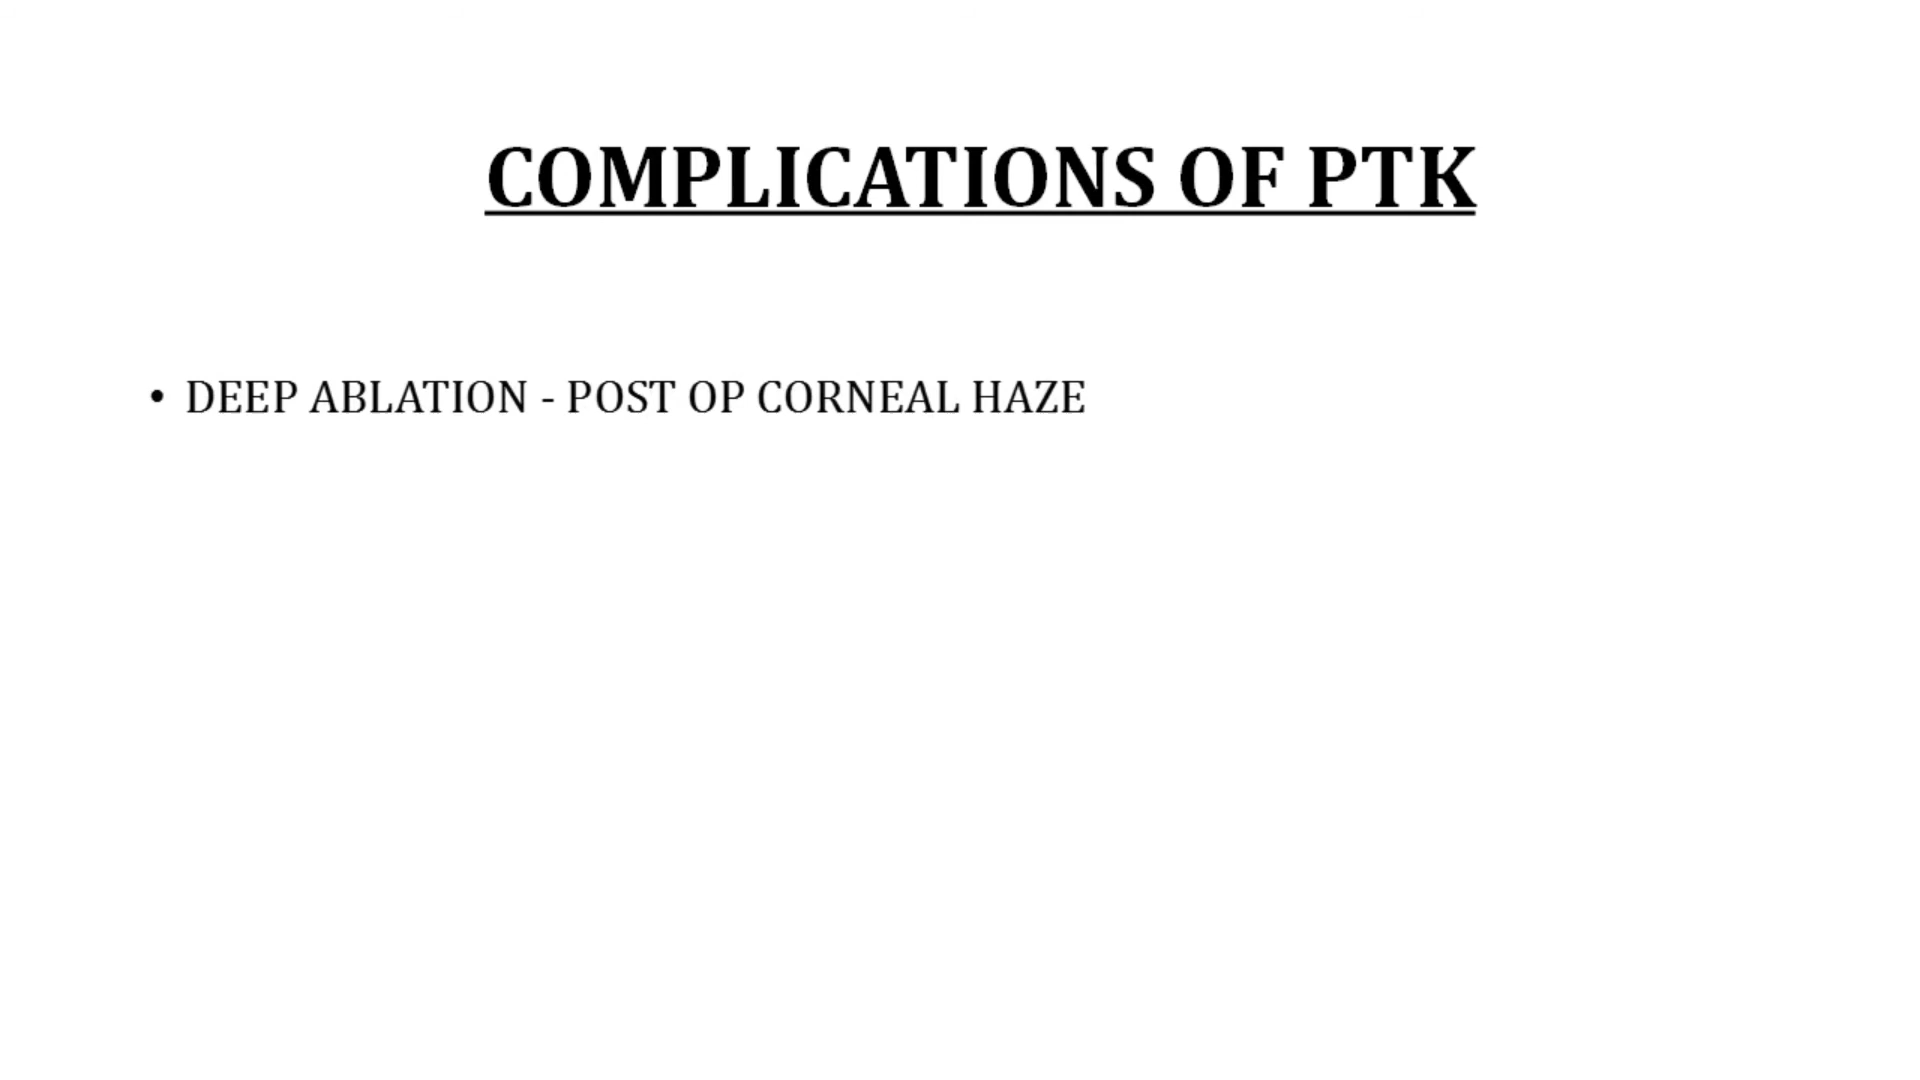 COMPLICATIONS OF PTK
• DEEP ABLATION - POST OP CORNEAL HAZE